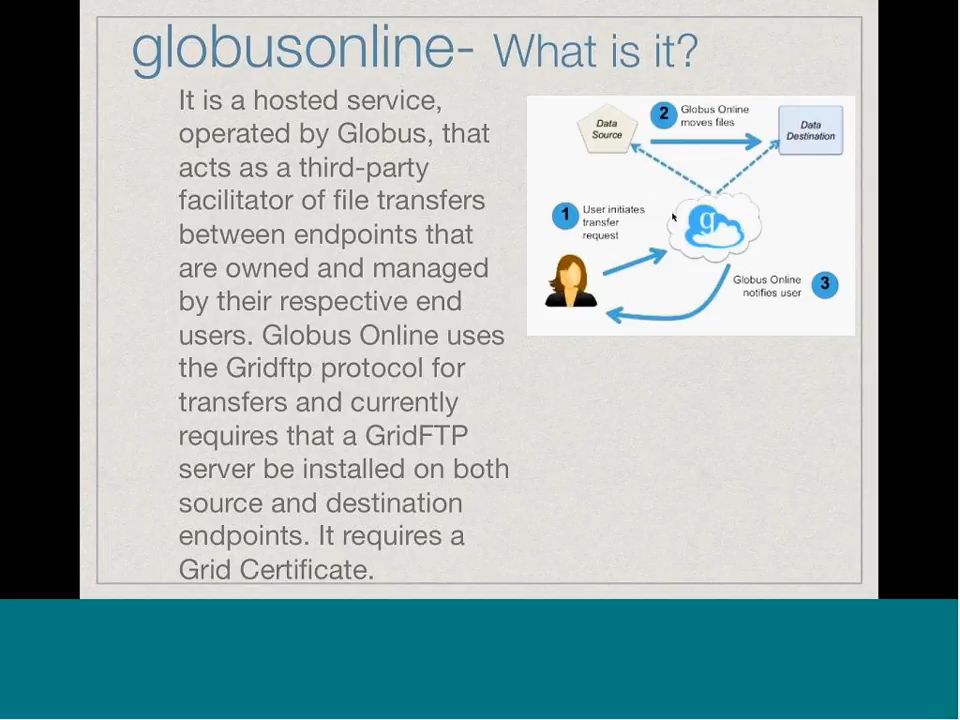 globusonline- What is it?
It is a hosted service,
operated by Globus, that
acts as a third-party
facilitator of file transfers
between endpoints that
are owned and managed
by their respective end
users. Globus Online uses
the Gridftp protocol for
transfers and currently
requires that a GridFTP
server be installed on both
source and destination
endpoints. It requires a
Grid Certificate.
Data
Source
2
Globus Online
moves files
Data
Destination
1
User initiates
transfer
request
g
Globus Online
notifies user
3